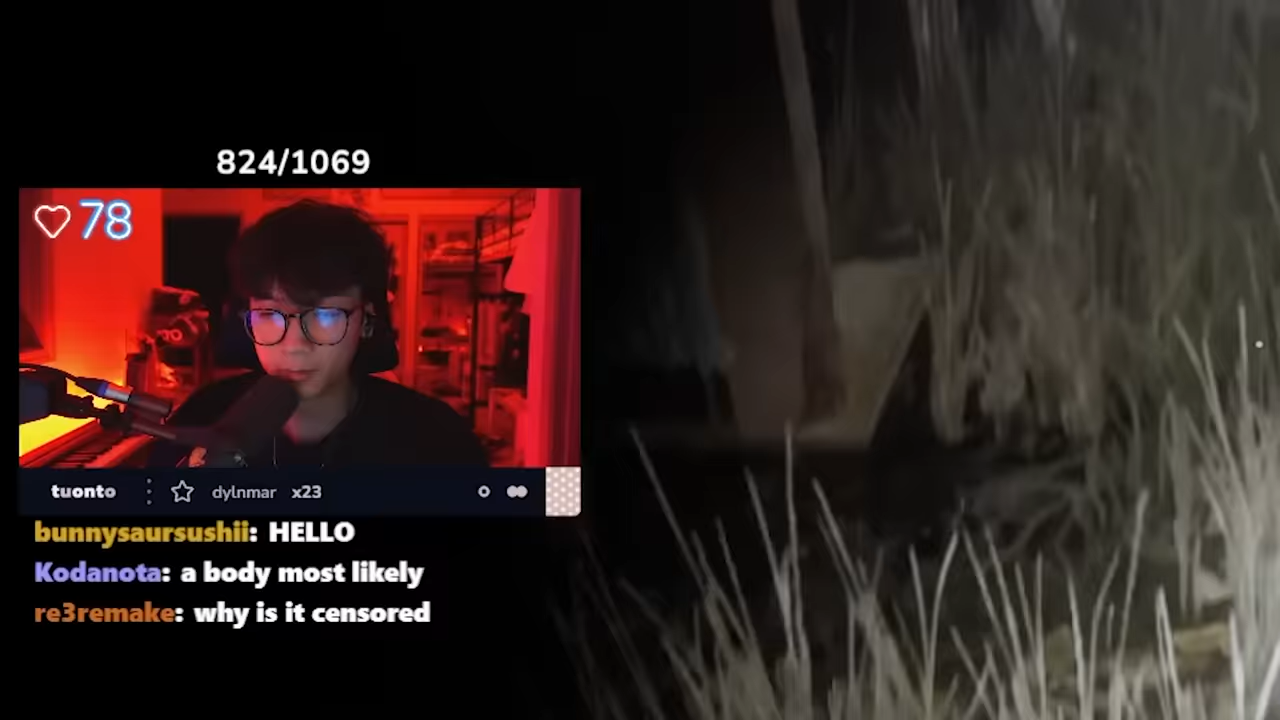 824/1069
78
tuonto dylnmar x23
bunnysaursushii: HELLO
Kodanota: a body most likely
re3remake: why is it censored